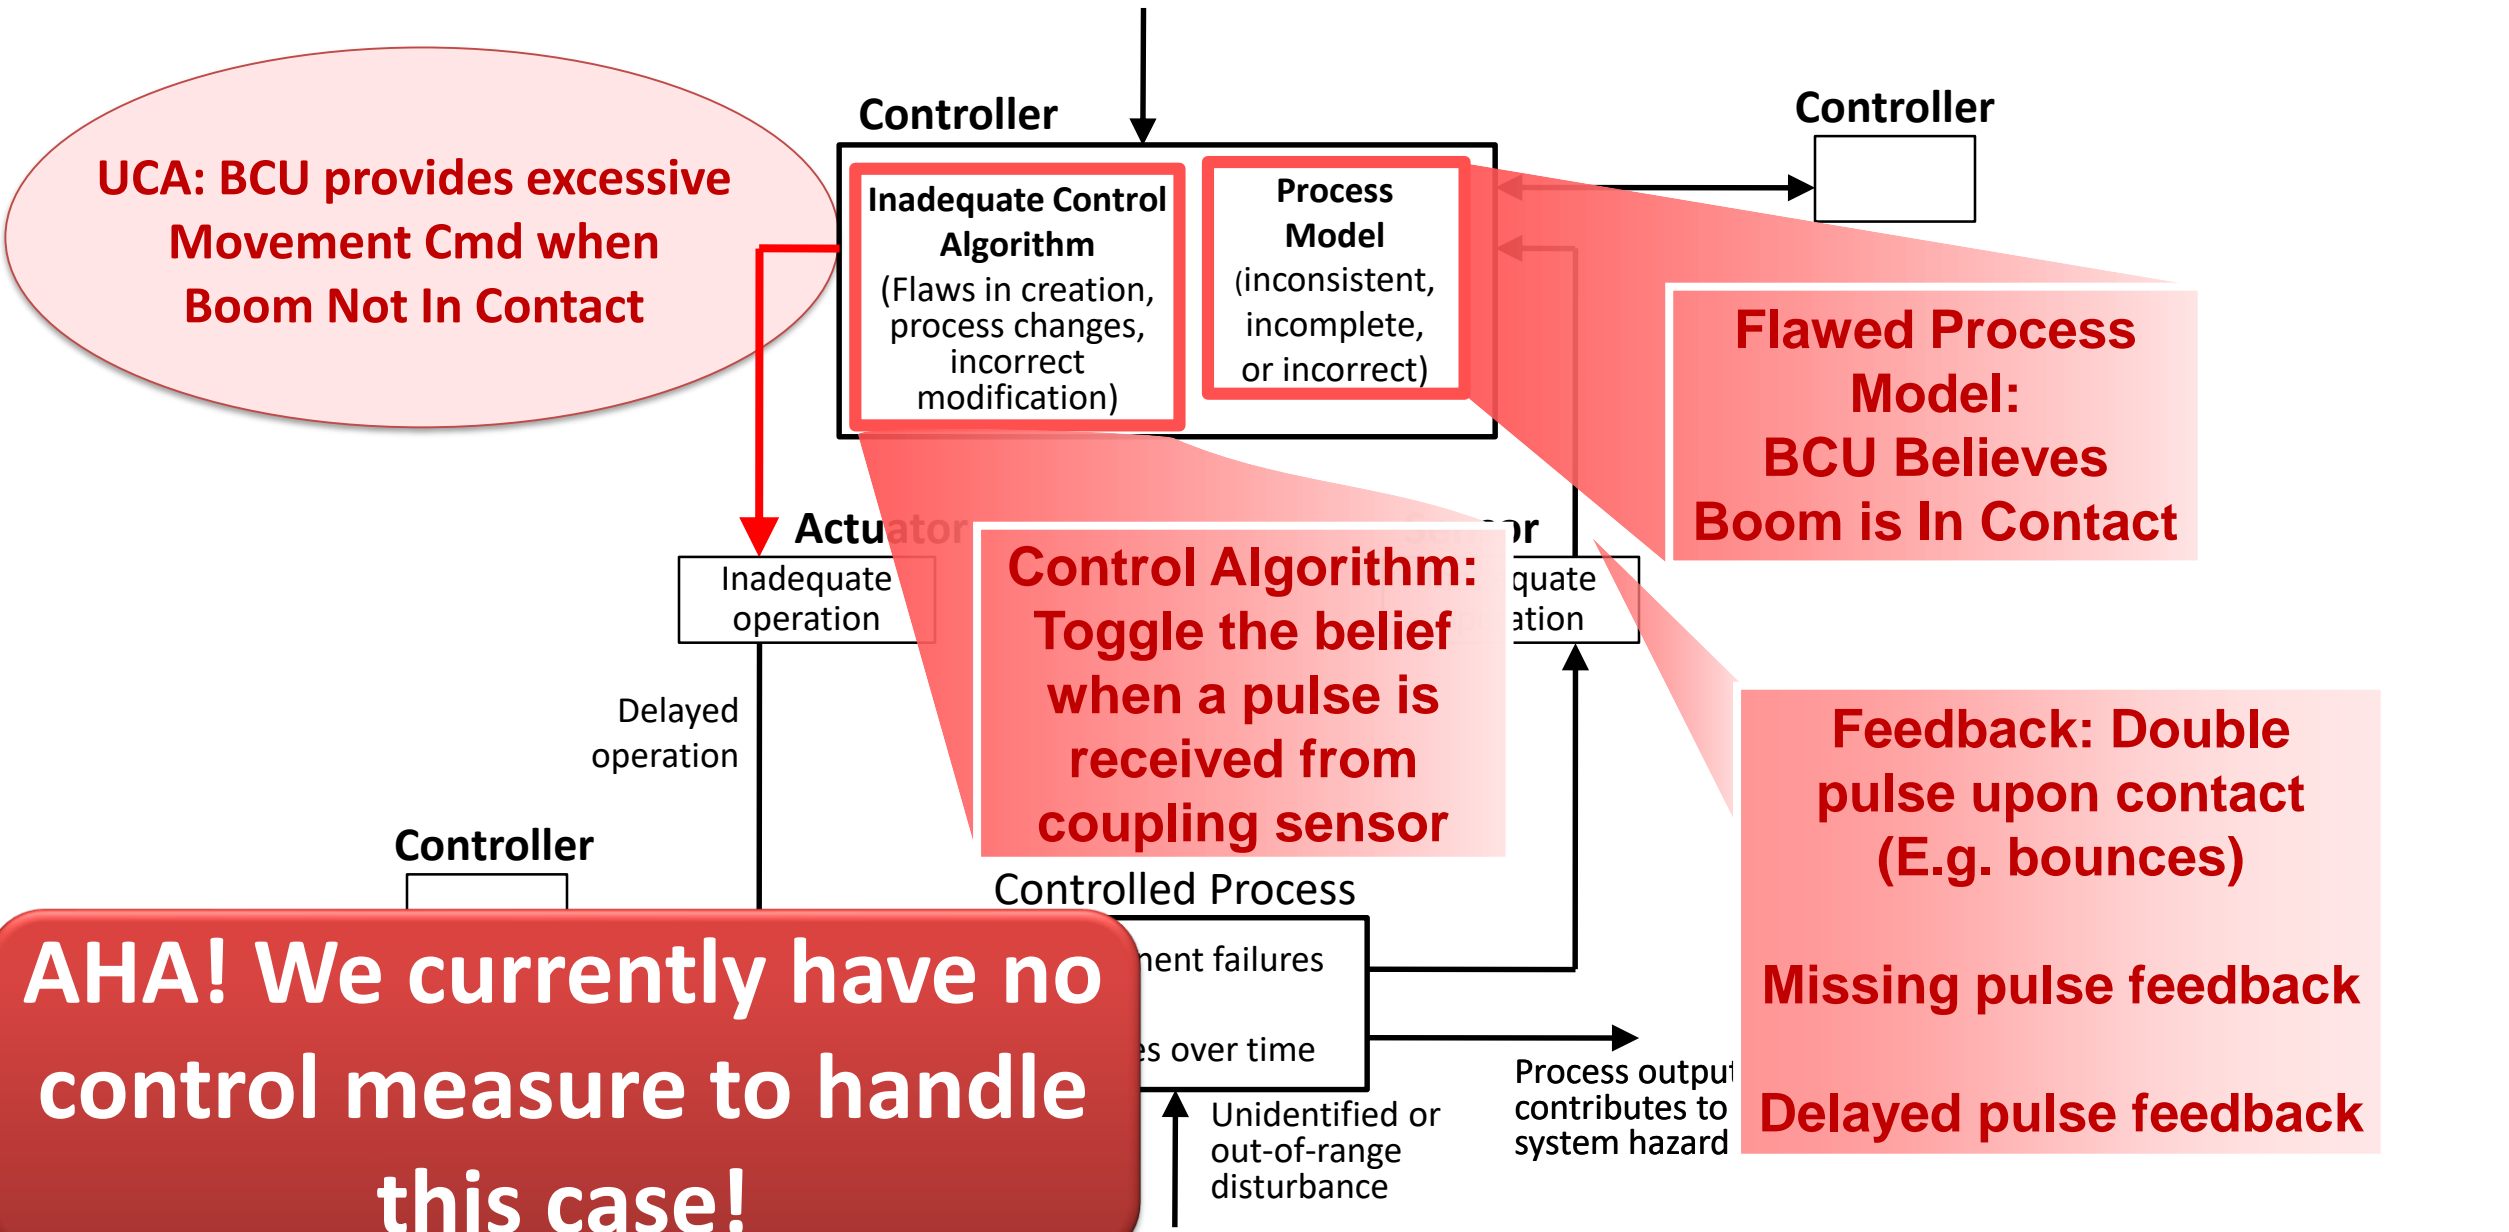 UCA: BCU provides excessive
Movement Cmd when
Boom Not In Contact
Controller
Inadequate Control
Algorithm
(Flaws in creation,
process changes,
incorrect
modification)
Process
Model
(inconsistent,
incomplete,
or incorrect)
Controller
Flawed Process
Model:
BCU Believes
Boom is In Contact
Actuator
Inadequate
operation
Control Algorithm:
Toggle the belief
when a pulse is
received from
coupling sensor
Delayed
operation
Feedback: Double
pulse upon contact
(E.g. bounces)
Missing pulse feedback
Delayed pulse feedback
Controller
Controlled Process
failures
over time
AHA! We currently have no
control measure to handle
this case!
Unidentified or
out-of-range
disturbance
Process output
contributes to
system hazard